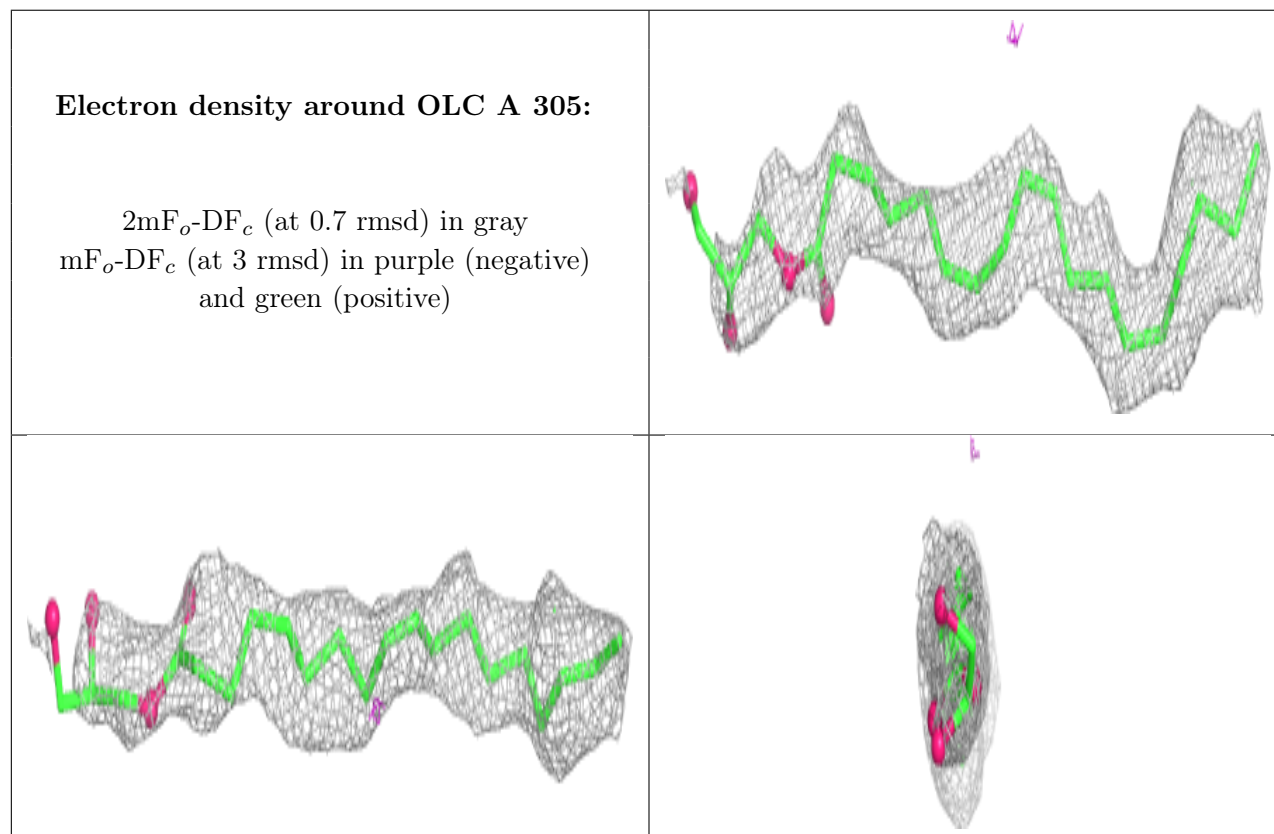 Electron density around OLC A 305:
2mFo-DFc (at 0.7 rmsd) in gray
mFo-DFc (at 3 rmsd) in purple (negative)
and green (positive)